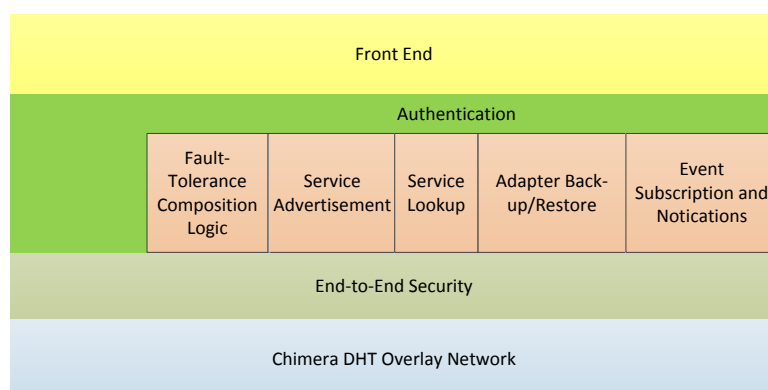 Front End
Authentication
Fault-
Tolerance
Composition
Logic
Service
Advertisement
Service
Lookup
Adapter Back-
up/Restore
Event
Subscription and
Notications
End-to-End Security
Chimera DHT Overlay Network